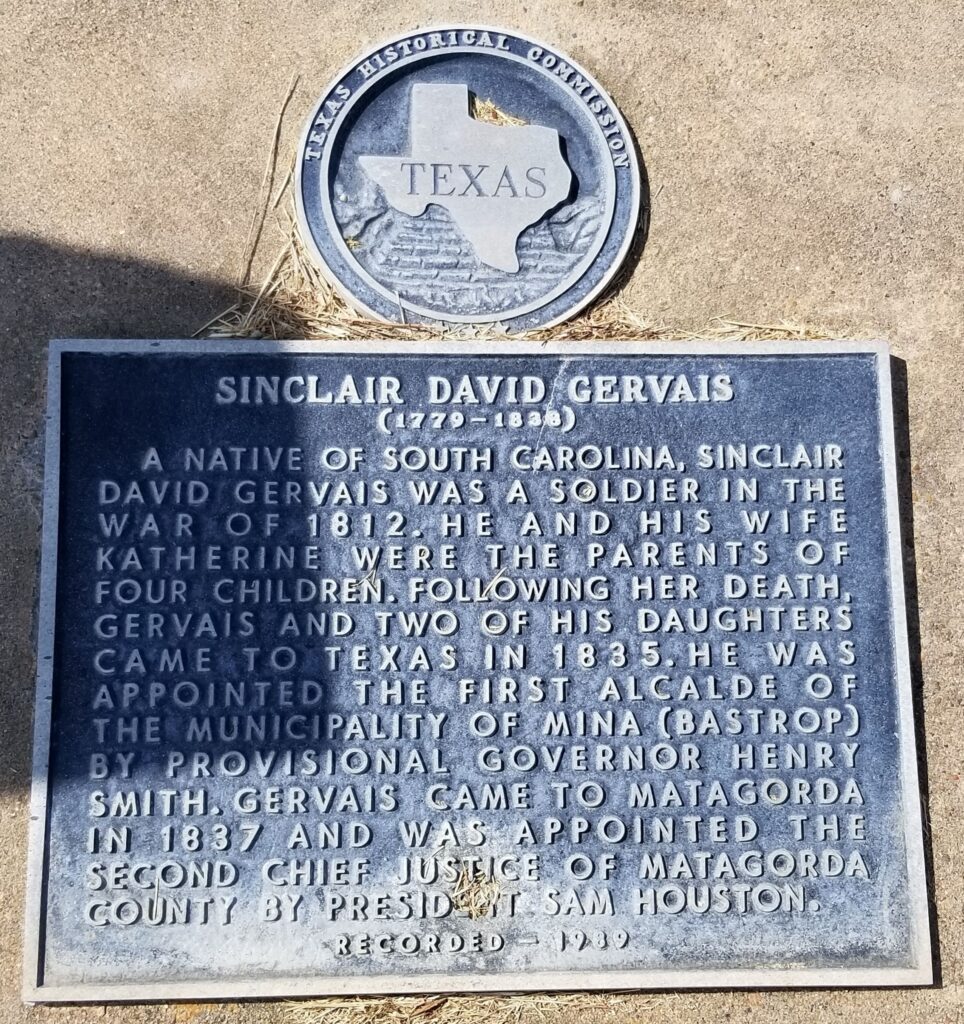 TEXAS HISTORICAL COMMISSION
TEXAS
SINCLAIR DAVID GERVAIS
(1779-1838)
A NATIVE OF SOUTH CAROLINA, SINCLAIR
DAVID GERVAIS WAS A SOLDIER IN THE
WAR OF 1812. HE AND HIS WIFE
KATHERINE WERE THE PARENTS OF
FOUR CHILDREN. FOLLOWING HER DEATH,
GERVAIS AND TWO OF HIS DAUGHTERS
CAME TO TEXAS IN 1835. HE WAS
APPOINTED THE FIRST ALCALDE OF
THE MUNICIPALITY OF MINA (BASTROP)
BY PROVISIONAL GOVERNOR HENRY
SMITH. GERVAIS CAME TO MATAGORDA
IN 1837 AND WAS APPOINTED THE
SECOND CHIEF JUSTICE OF MATAGORDA
COUNTY BY PRESIDENT SAM HOUSTON.
RECORDED - 1989